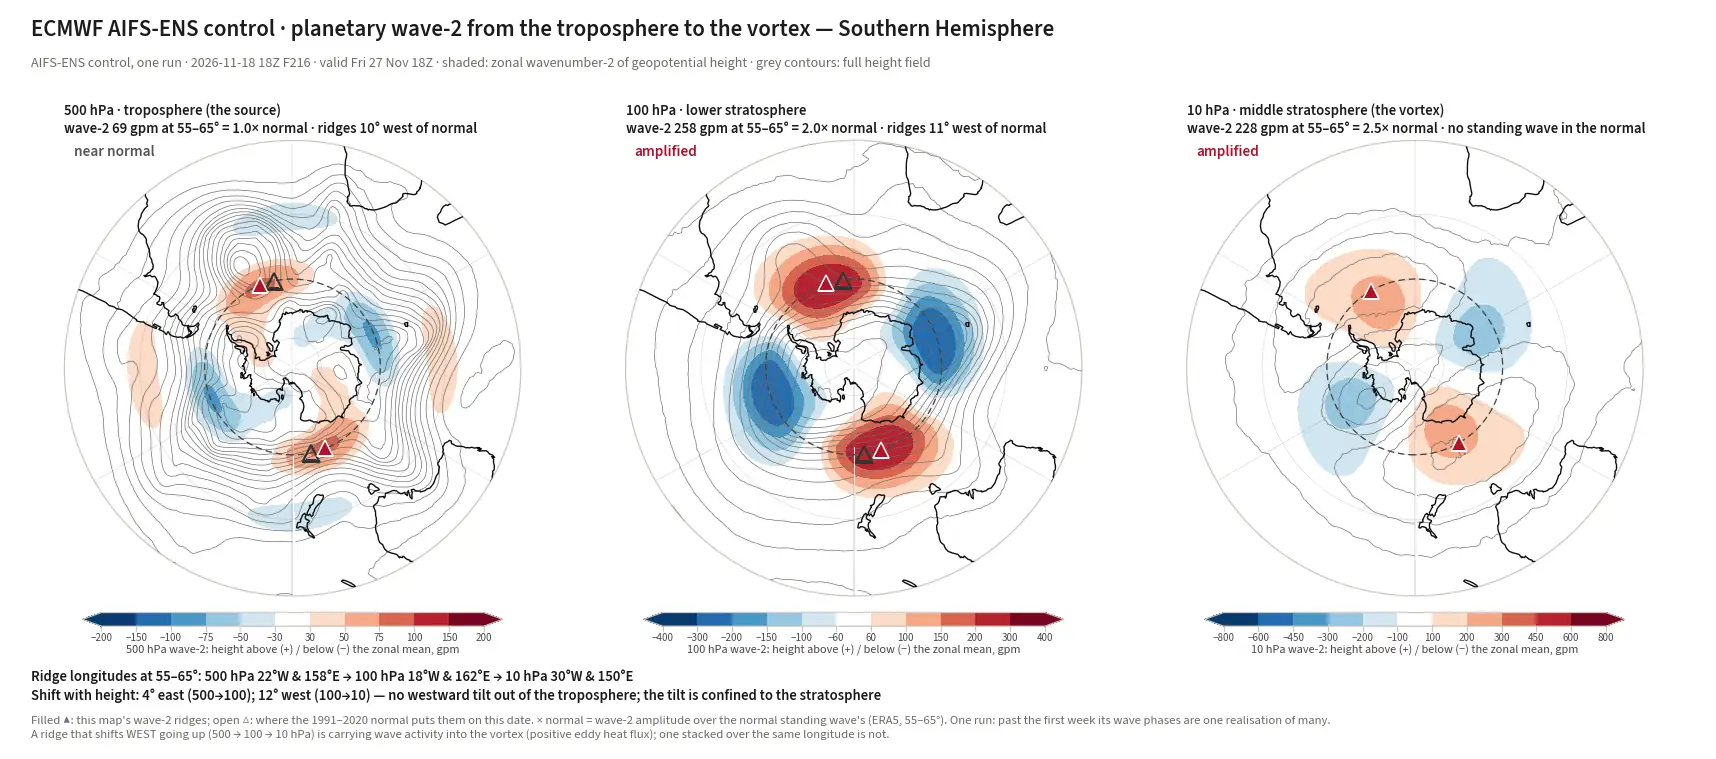 ECMWF AIFS-ENS control · planetary wave-2 from the troposphere to the vortex — Southern Hemisphere
AIFS-ENS control, one run · 2026-11-18 18Z F216 · valid Fri 27 Nov 18Z · shaded: zonal wavenumber-2 of geopotential height · grey contours: full height field
500 hPa · troposphere (the source)
wave-2 69 gpm at 55–65° = 1.0× normal · ridges 10° west of normal
near normal
100 hPa · lower stratosphere
wave-2 258 gpm at 55–65° = 2.0× normal · ridges 11° west of normal
amplified
10 hPa · middle stratosphere (the vortex)
wave-2 228 gpm at 55–65° = 2.5× normal · no standing wave in the normal
amplified
−200 −150 −100 −75 −50 −30 30 50 75 100 150 200
500 hPa wave-2: height above (+) / below (−) the zonal mean, gpm
−400 −300 −200 −150 −100 −60 60 100 150 200 300 400
100 hPa wave-2: height above (+) / below (−) the zonal mean, gpm
−800 −600 −450 −300 −200 −100 100 200 300 450 600 800
10 hPa wave-2: height above (+) / below (−) the zonal mean, gpm
Ridge longitudes at 55–65°: 500 hPa 22°W & 158°E → 100 hPa 18°W & 162°E → 10 hPa 30°W & 150°E
Shift with height: 4° east (500→100); 12° west (100→10) — no westward tilt out of the troposphere; the tilt is confined to the stratosphere
Filled ▲: this map's wave-2 ridges; open △: where the 1991–2020 normal puts them on this date. × normal = wave-2 amplitude over the normal standing wave's (ERA5, 55–65°). One run: past the first week its wave phases are one realisation of many.
A ridge that shifts WEST going up (500 → 100 → 10 hPa) is carrying wave activity into the vortex (positive eddy heat flux); one stacked over the same longitude is not.